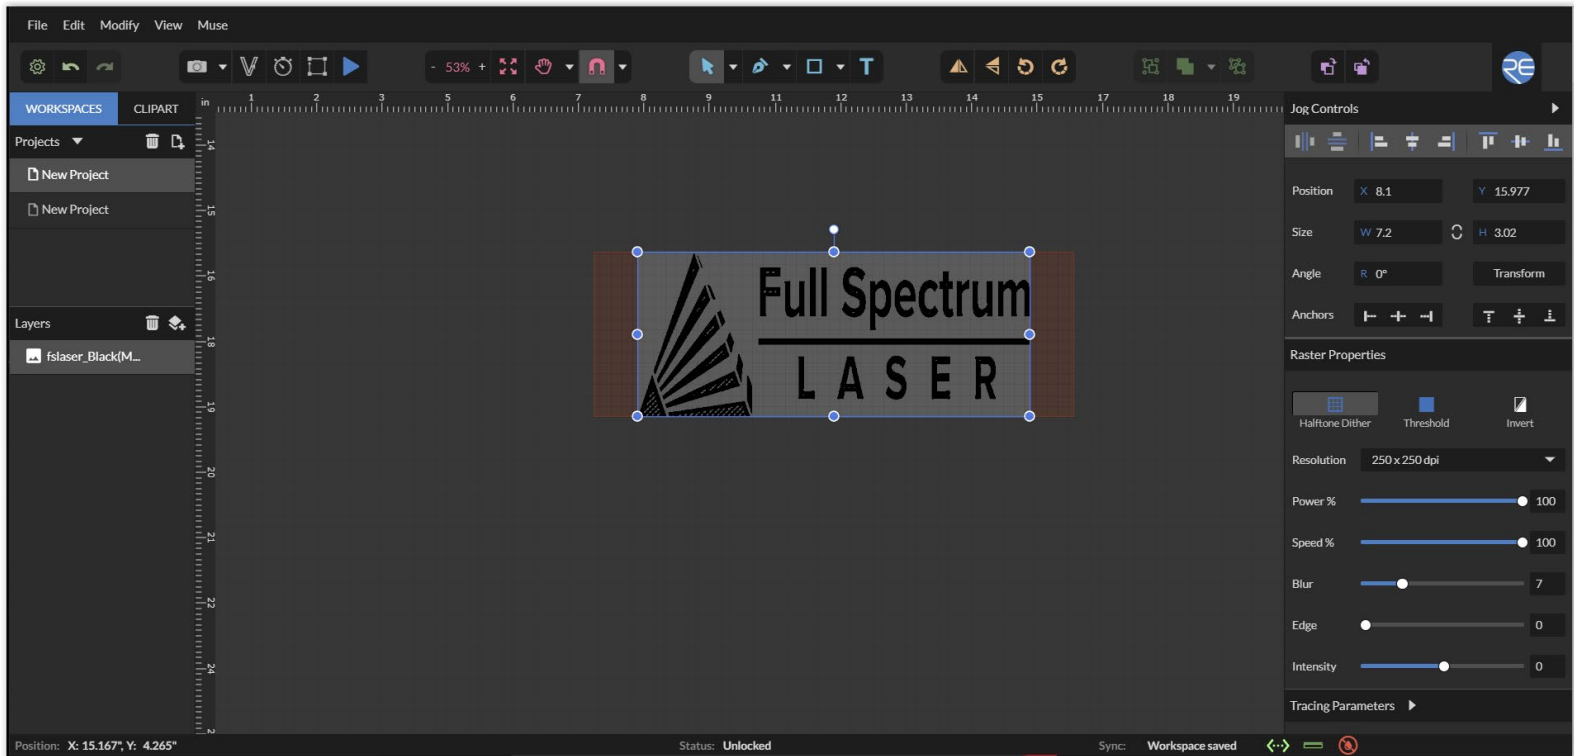 File Edit Modify View Muse
- 53% +
T
RE
WORKSPACES CLIPART
in 1 2 3 4 5 6 7 8 9 11 12 13 14 15 17 18 19
Jog Controls
Projects
New Project
New Project
14
15
16
18
19
20
21
22
24
2
Full Spectrum
LASER
Position X 8.1 Y 15.977
Size W 7.2 H 3.02
Angle R 0° Transform
Anchors
Layers
fslaser_Black(M...
Raster Properties
Halftone Dither Threshold Invert
Resolution 250 x 250 dpi
Power % 100
Speed % 100
Blur 7
Edge 0
Intensity 0
Tracing Parameters
Position: X: 15.167", Y: 4.265" Status: Unlocked Sync: Workspace saved